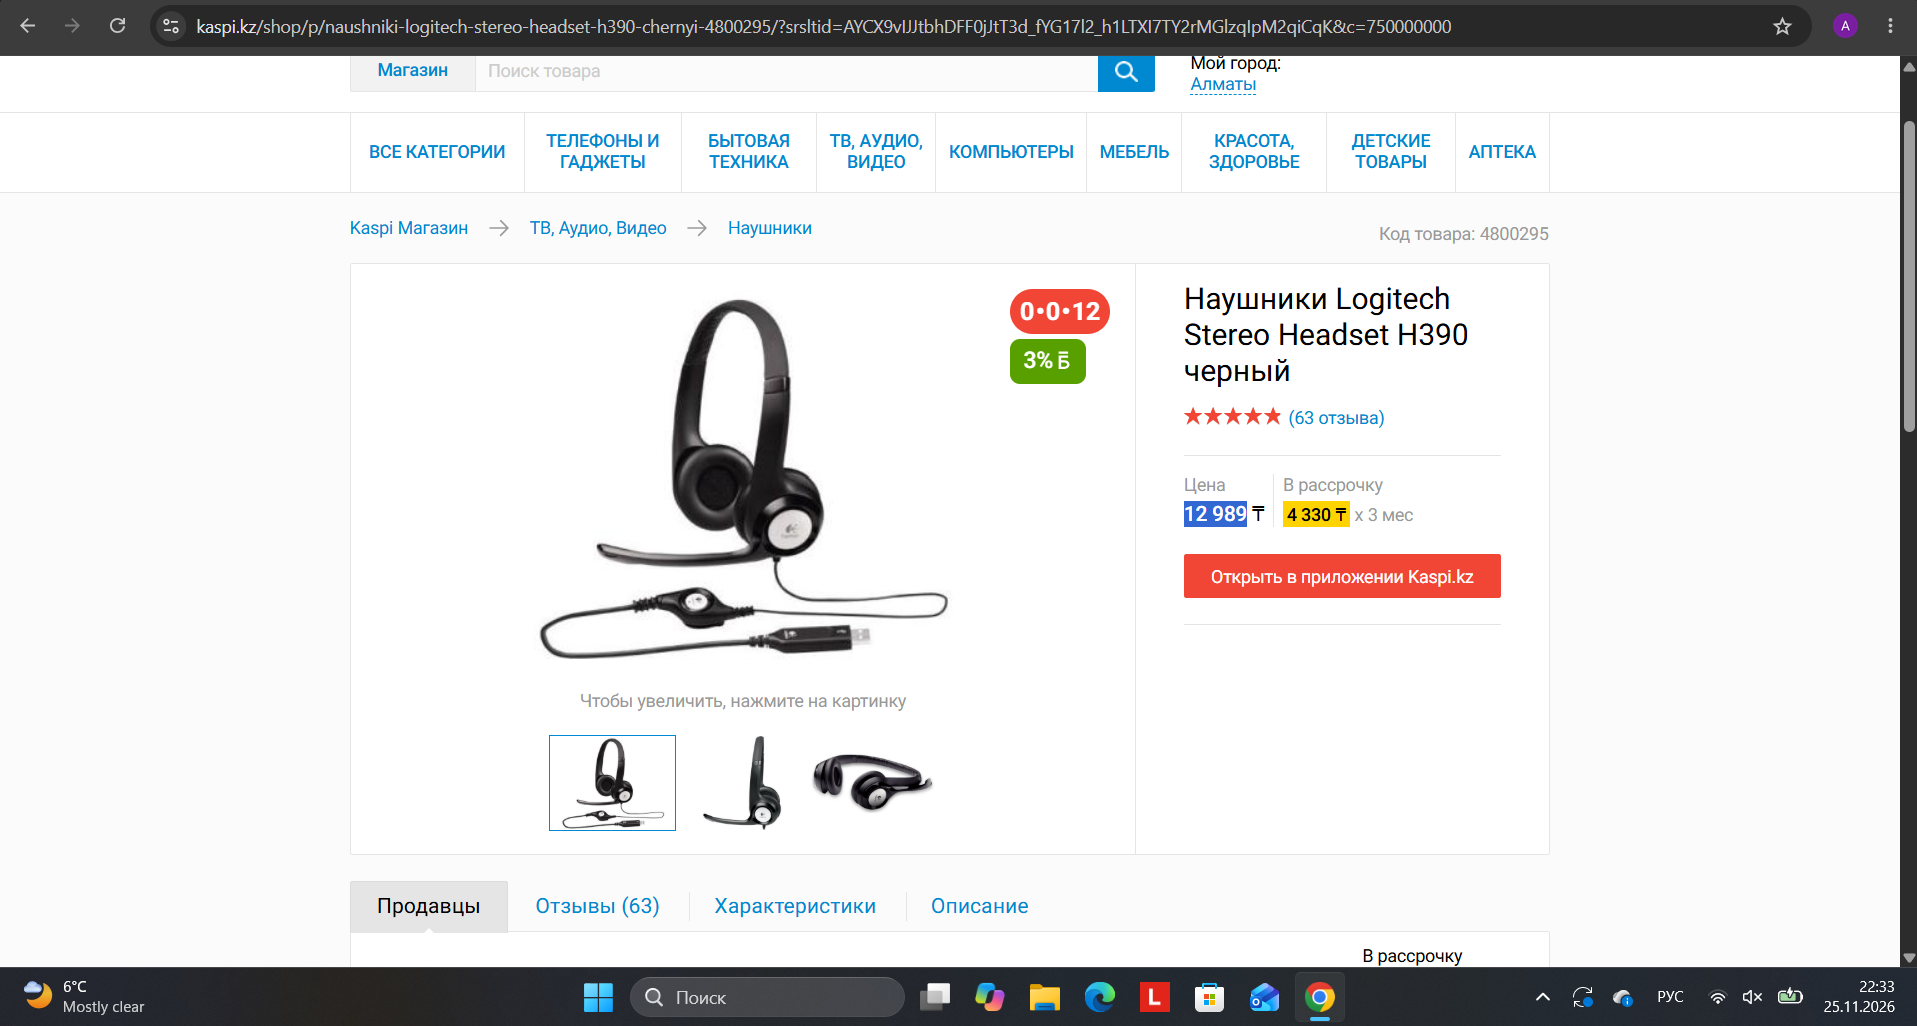 kaspi.kz/shop/p/naushniki-logitech-stereo-headset-h390-chernyi-4800295/?srsltid=AYCX9vIJJtbhDFF0jJtT3d_fYG17l2_h1LTXl7TY2rMGlzqIpM2qiCqK&c=750000000
A
Магазин
Поиск товара
Мой город:
Алматы
ВСЕ КАТЕГОРИИ
ТЕЛЕФОНЫ И
ГАДЖЕТЫ
БЫТОВАЯ
ТЕХНИКА
ТВ, АУДИО,
ВИДЕО
КОМПЬЮТЕРЫ
МЕБЕЛЬ
КРАСОТА,
ЗДОРОВЬЕ
ДЕТСКИЕ
ТОВАРЫ
АПТЕКА
Kaspi Магазин
ТВ, Аудио, Видео
Наушники
Код товара: 4800295
0•0•12
3% Б
Наушники Logitech
Stereo Headset H390
черный
(63 отзыва)
Цена
12 989 ₸
В рассрочку
4 330 ₸ x 3 мес
Открыть в приложении Kaspi.kz
Чтобы увеличить, нажмите на картинку
Продавцы
Отзывы (63)
Характеристики
Описание
В рассрочку
6°C
Mostly clear
Поиск
L
РУС
22:33
25.11.2026